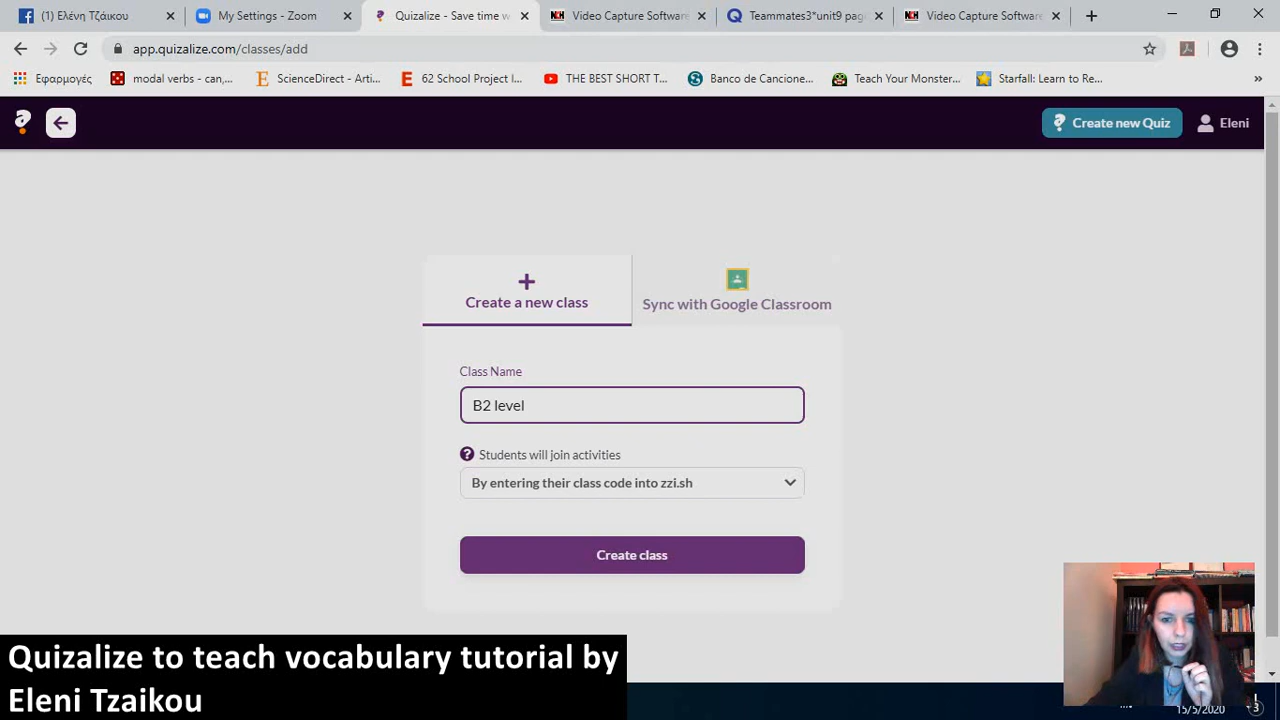 (1) Ελένη Τζάικου
My Settings - Zoom
Quizalize - Save time w
Video Capture Software
Teammates3*unit9 pag
Video Capture Software
app.quizalize.com/classes/add
Εφαρμογές
modal verbs - can,...
ScienceDirect - Arti...
62 School Project I...
THE BEST SHORT T...
Banco de Cancione...
Teach Your Monster...
Starfall: Learn to Re...
Create new Quiz
Eleni
Create a new class
Sync with Google Classroom
Class Name
B2 level
Students will join activities
By entering their class code into zzi.sh
Create class
Quizalize to teach vocabulary tutorial by
Eleni Tzaikou
15/5/2020
3